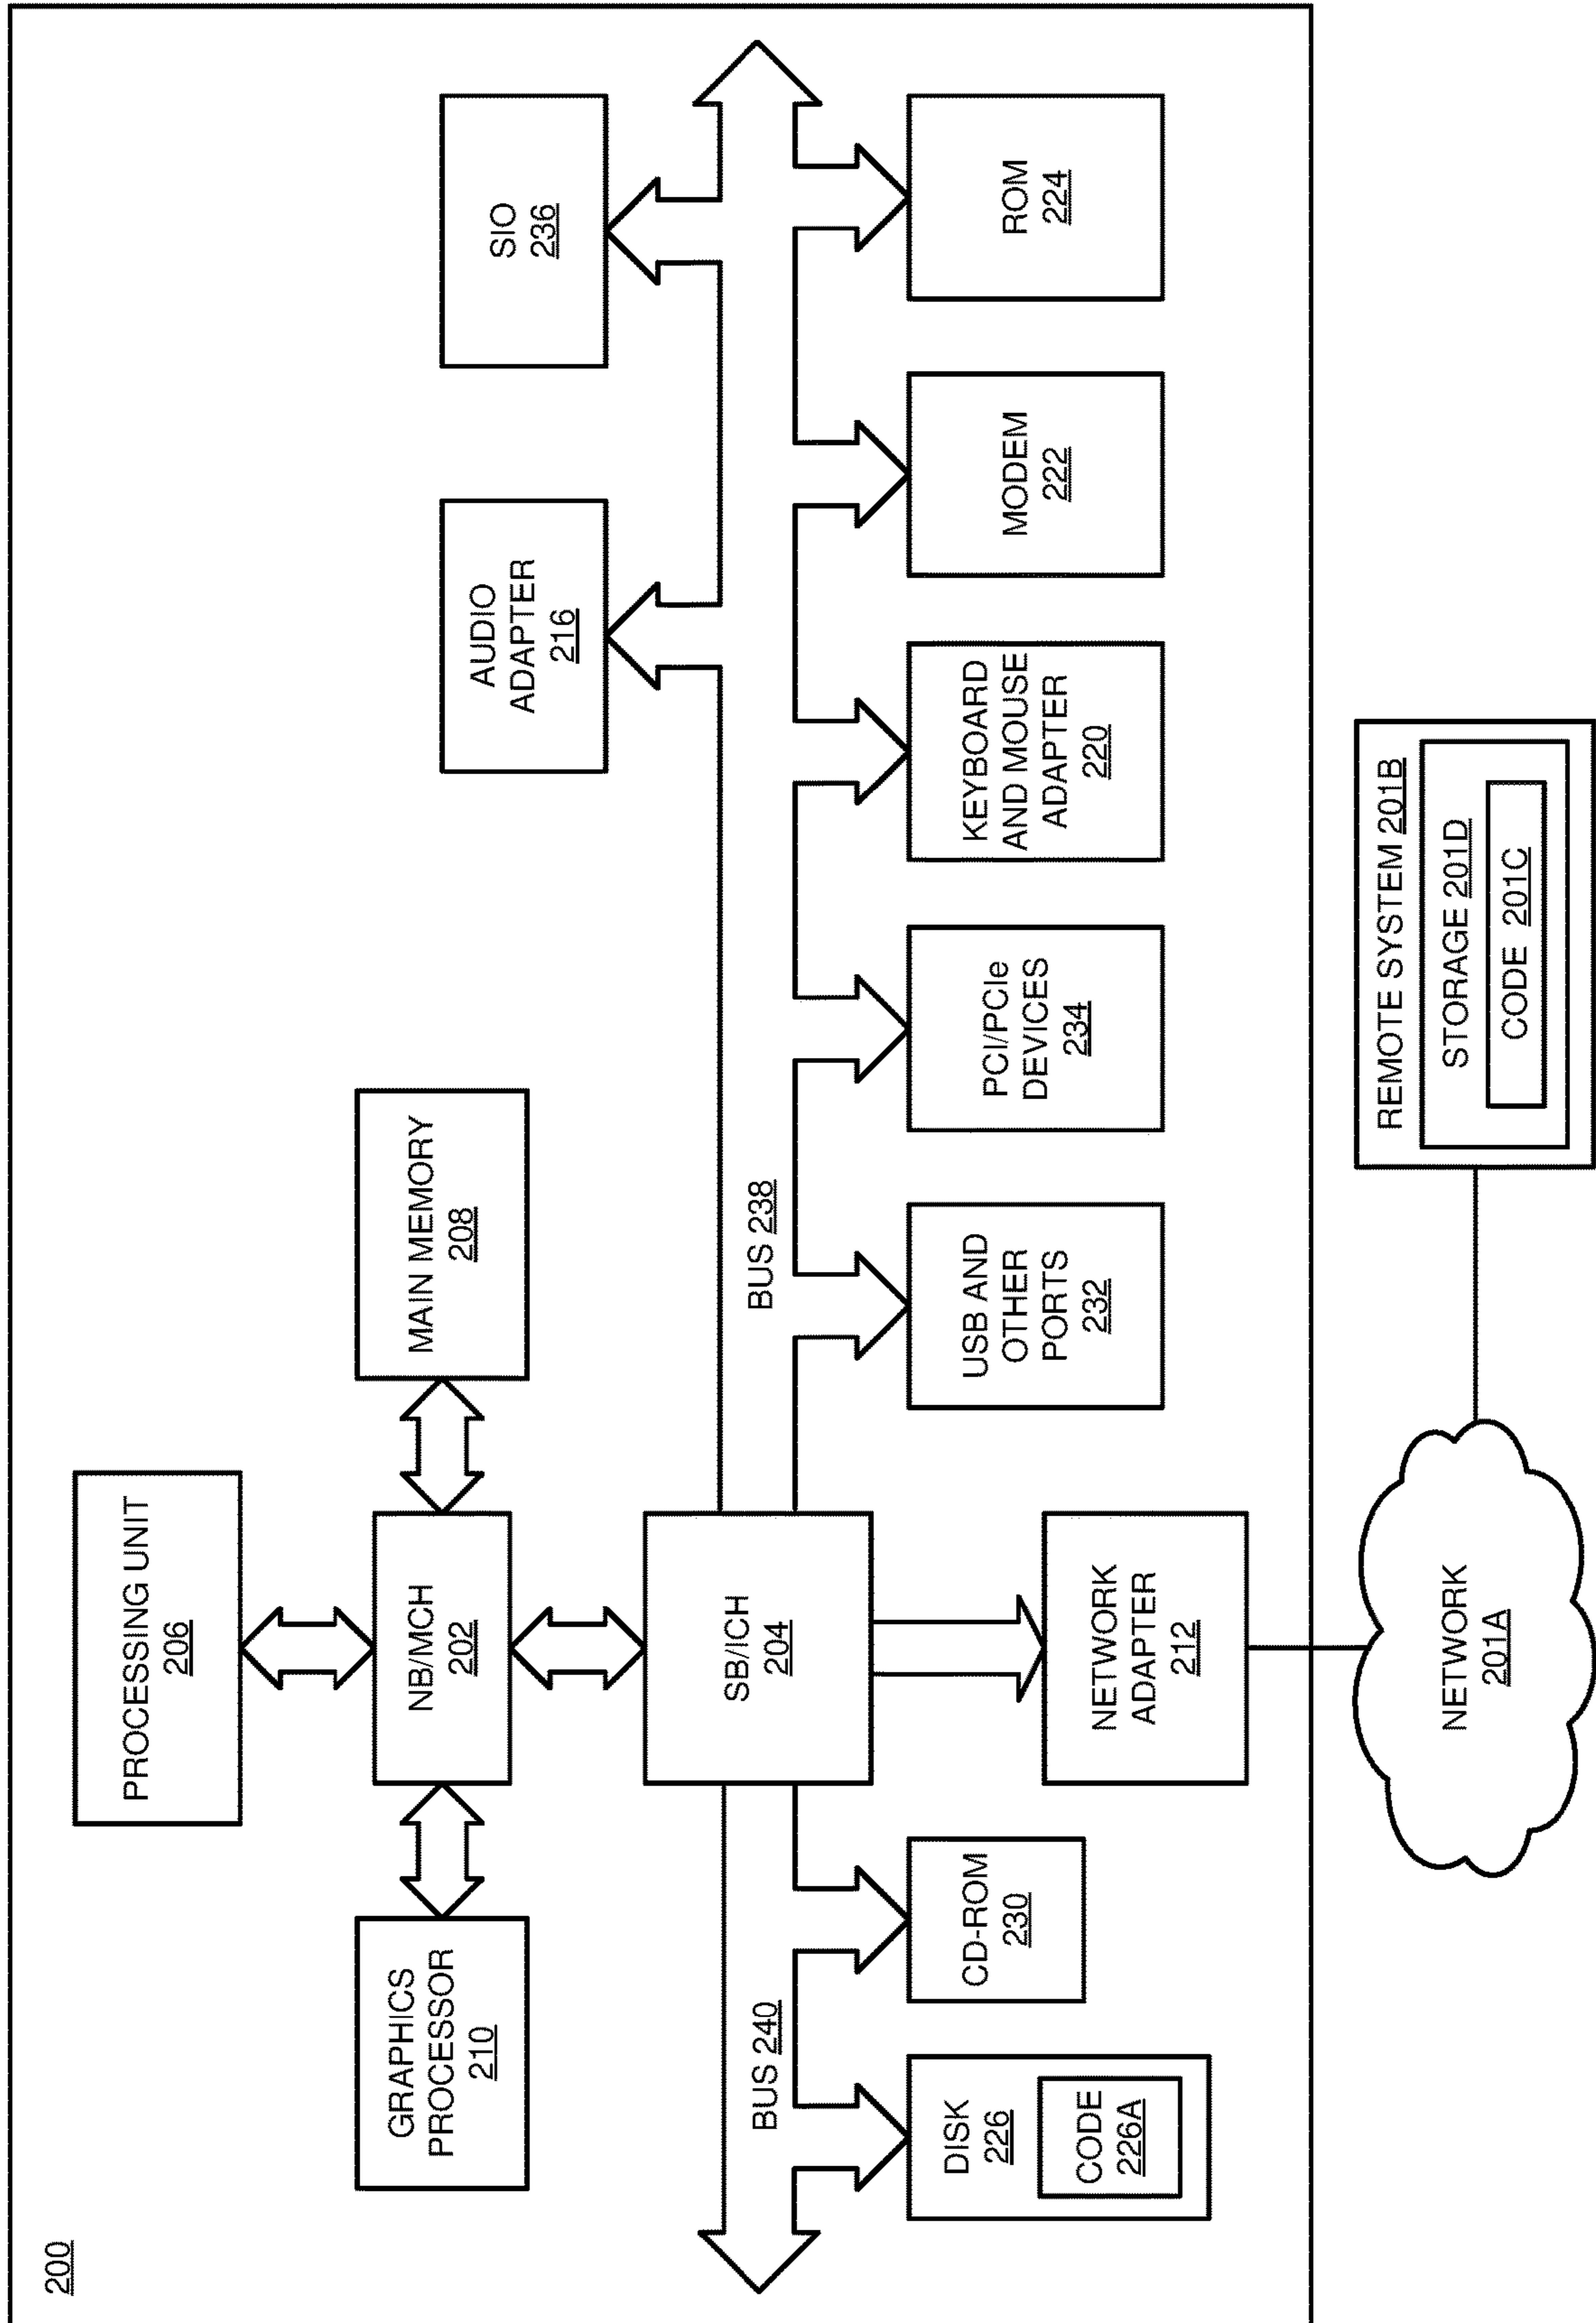 200
PROCESSING UNIT
206
GRAPHICS
PROCESSOR
210
NB/MCH
202
MAIN MEMORY
208
AUDIO
ADAPTER
216
SIO
236
SB/ICH
204
BUS 240
BUS 238
DISK
226
CODE
226A
CD-ROM
230
NETWORK
ADAPTER
212
USB AND
OTHER
PORTS
232
PCI/PCIe
DEVICES
234
KEYBOARD
AND MOUSE
ADAPTER
220
MODEM
222
ROM
224
NETWORK
201A
REMOTE SYSTEM 201B
STORAGE 201D
CODE 201C